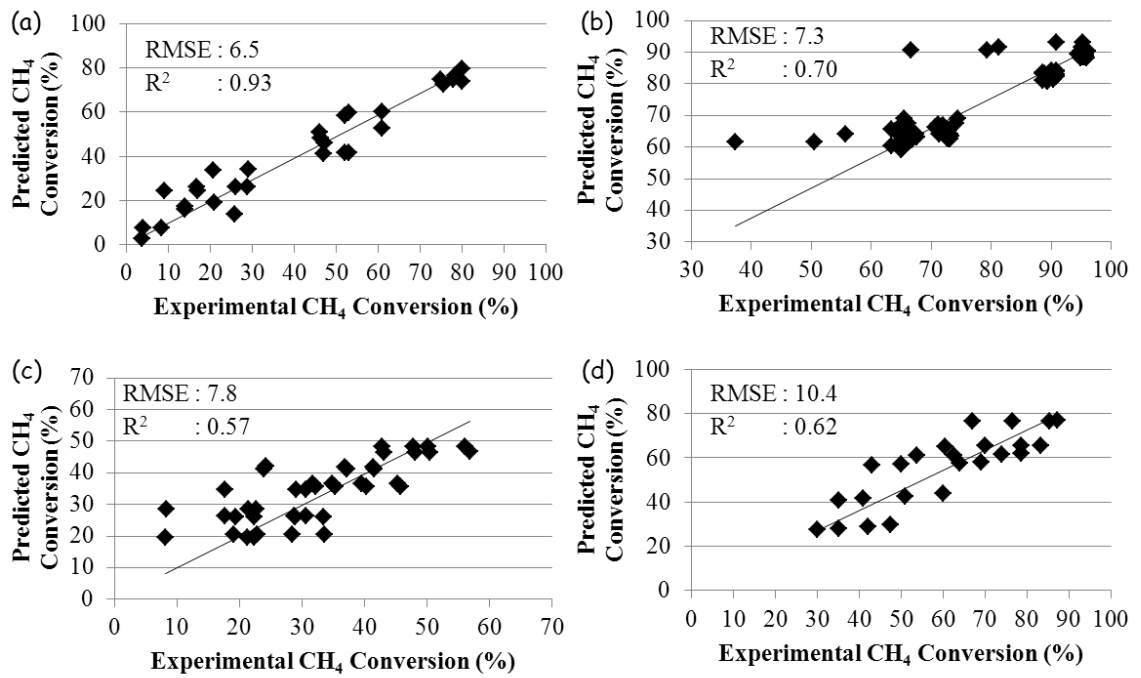 (a)
RMSE : 6.5
R² : 0.93
Predicted CH₄
Conversion (%)
100
80
60
40
20
0
0 10 20 30 40 50 60 70 80 90 100
Experimental CH₄ Conversion (%)
(b)
RMSE : 7.3
R² : 0.70
Predicted CH₄
Conversion (%)
100
90
80
70
60
50
40
30
30 40 50 60 70 80 90 100
Experimental CH₄ Conversion (%)
(c)
RMSE : 7.8
R² : 0.57
Predicted CH₄
Conversion (%)
70
60
50
40
30
20
10
0
0 10 20 30 40 50 60 70
Experimental CH₄ Conversion (%)
(d)
RMSE : 10.4
R² : 0.62
Predicted CH₄
Conversion (%)
100
80
60
40
20
0
0 10 20 30 40 50 60 70 80 90 100
Experimental CH₄ Conversion (%)